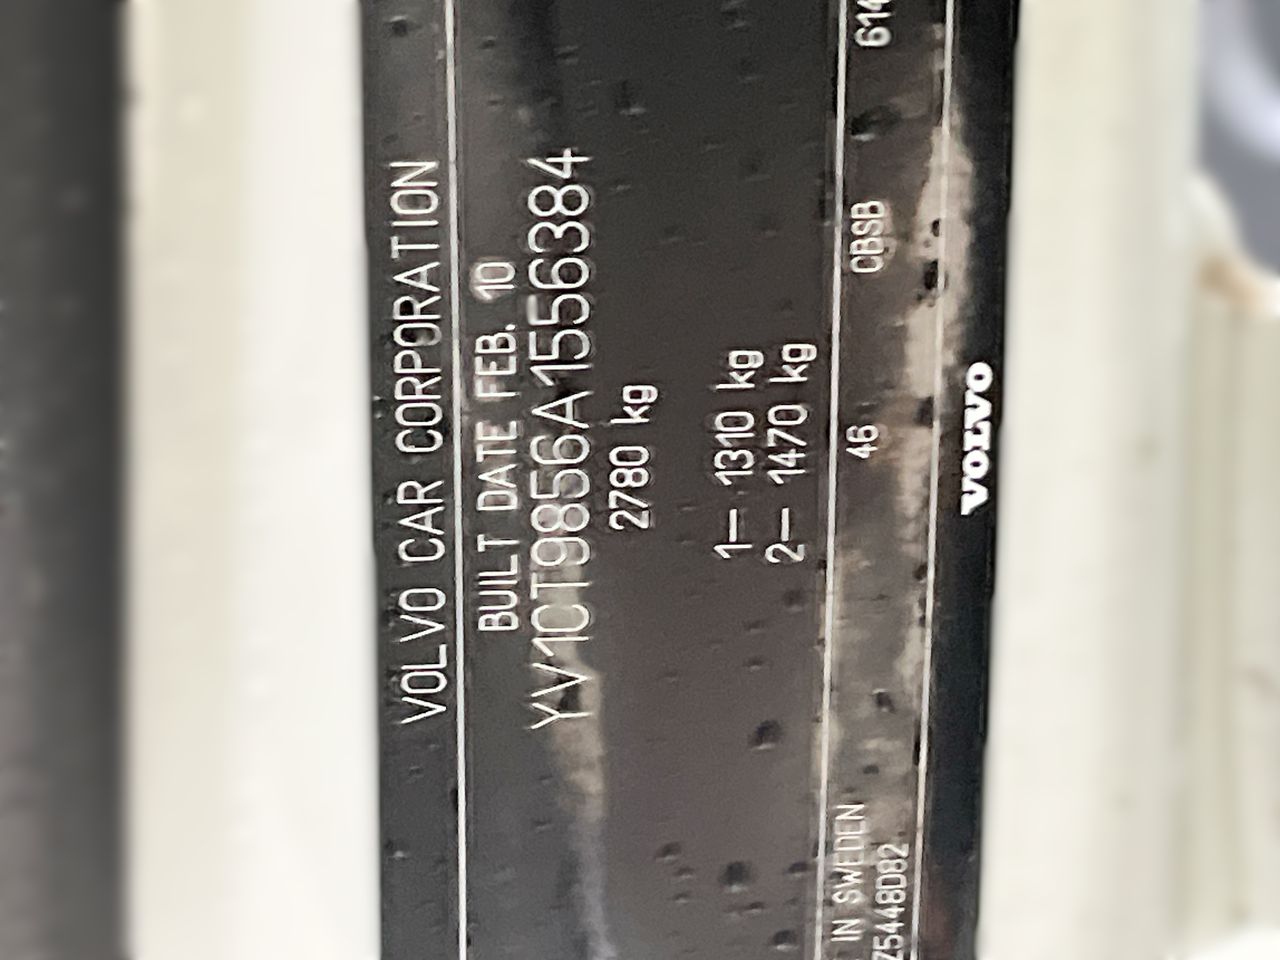 VOLVO CAR CORPORATION
BUILT DATE FEB. 10
YV1CT9856A1556384
2780 kg
1— 1310 kg
2— 1470 kg
IN SWEDEN 46 CBSB 614
Z5448D82
VOLVO